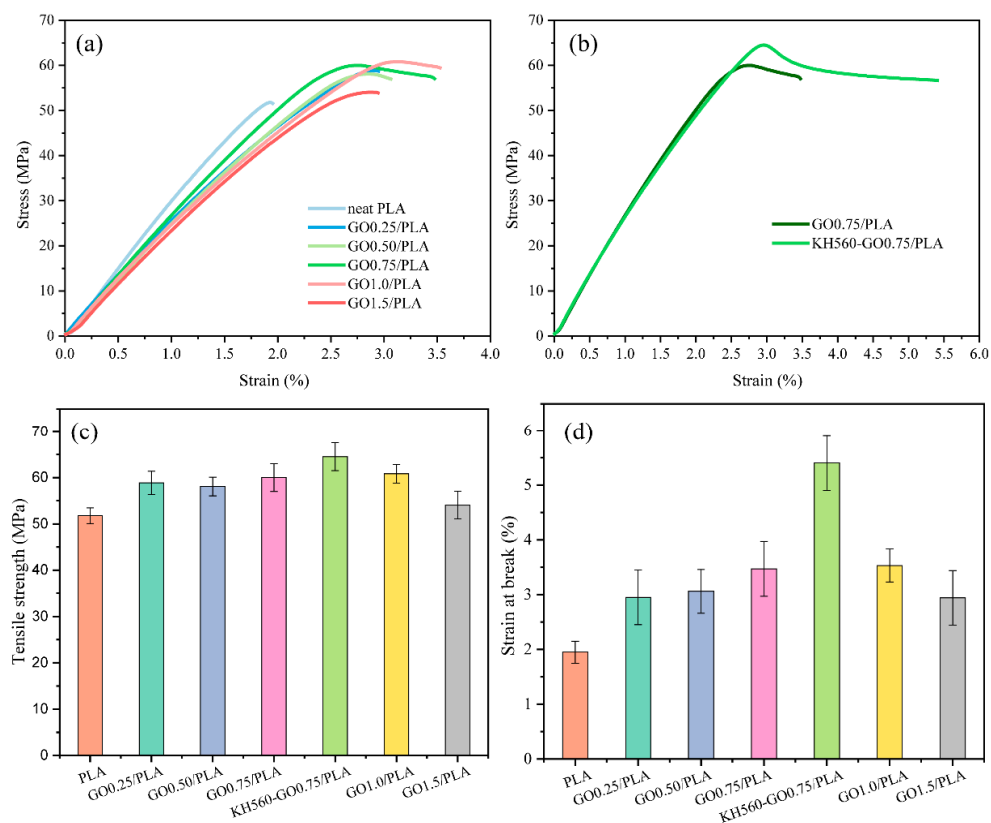 (a)
70
60
50
40
30
20
10
0
Stress (MPa)
neat PLA
GO0.25/PLA
GO0.50/PLA
GO0.75/PLA
GO1.0/PLA
GO1.5/PLA
0.0 0.5 1.0 1.5 2.0 2.5 3.0 3.5 4.0
Strain (%)
(b)
70
60
50
40
30
20
10
0
Stress (MPa)
GO0.75/PLA
KH560-GO0.75/PLA
0.0 0.5 1.0 1.5 2.0 2.5 3.0 3.5 4.0 4.5 5.0 5.5 6.0
Strain (%)
(c)
70
60
50
40
30
20
10
0
Tensile strength (MPa)
PLA
GO0.25/PLA
GO0.50/PLA
GO0.75/PLA
KH560-GO0.75/PLA
GO1.0/PLA
GO1.5/PLA
(d)
6
5
4
3
2
1
0
Strain at break (%)
PLA
GO0.25/PLA
GO0.50/PLA
GO0.75/PLA
KH560-GO0.75/PLA
GO1.0/PLA
GO1.5/PLA